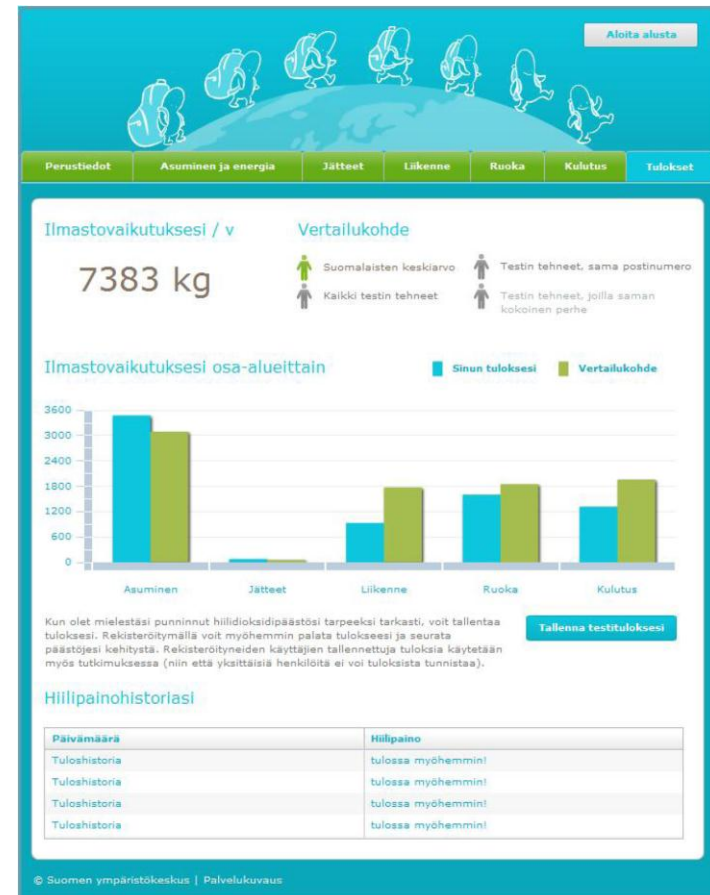 Aloita alusta
Perustiedot
Asuminen ja energia
Jätteet
Liikenne
Ruoka
Kulutus
Tulokset
Ilmastovaikutuksesi / v
7383 kg
Vertailukohde
Suomalaisten keskiarvo
Testin tehneet, sama postinumero
Kaikki testin tehneet
Testin tehneet, joilla saman
kokoinen perhe
Ilmastovaikutuksesi osa-alueittain
Sinun tuloksesi
Vertailukohde
3600
3000
2400
1800
1200
600
0
Asuminen
Jätteet
Liikenne
Ruoka
Kulutus
Kun olet mielestäsi punninnut hiilidioksidipäästösi tarpeeksi tarkasti, voit tallentaa
tuloksesi. Rekisteröitymällä voit myöhemmin palata tulokseesi ja seurata
päästöjesi kehitystä. Rekisteröityneiden käyttäjien tallennettuja tuloksia käytetään
myös tutkimuksessa (niin että yksittäisiä henkilöitä ei voi tuloksista tunnistaa).
Tallenna testituloksesi
Hiilipainohistoriasi
Päivämäärä Hiilipaino
Tuloshistoria tulossa myöhemmin!
Tuloshistoria tulossa myöhemmin!
Tuloshistoria tulossa myöhemmin!
Tuloshistoria tulossa myöhemmin!
© Suomen ympäristökeskus | Palvelukuvaus